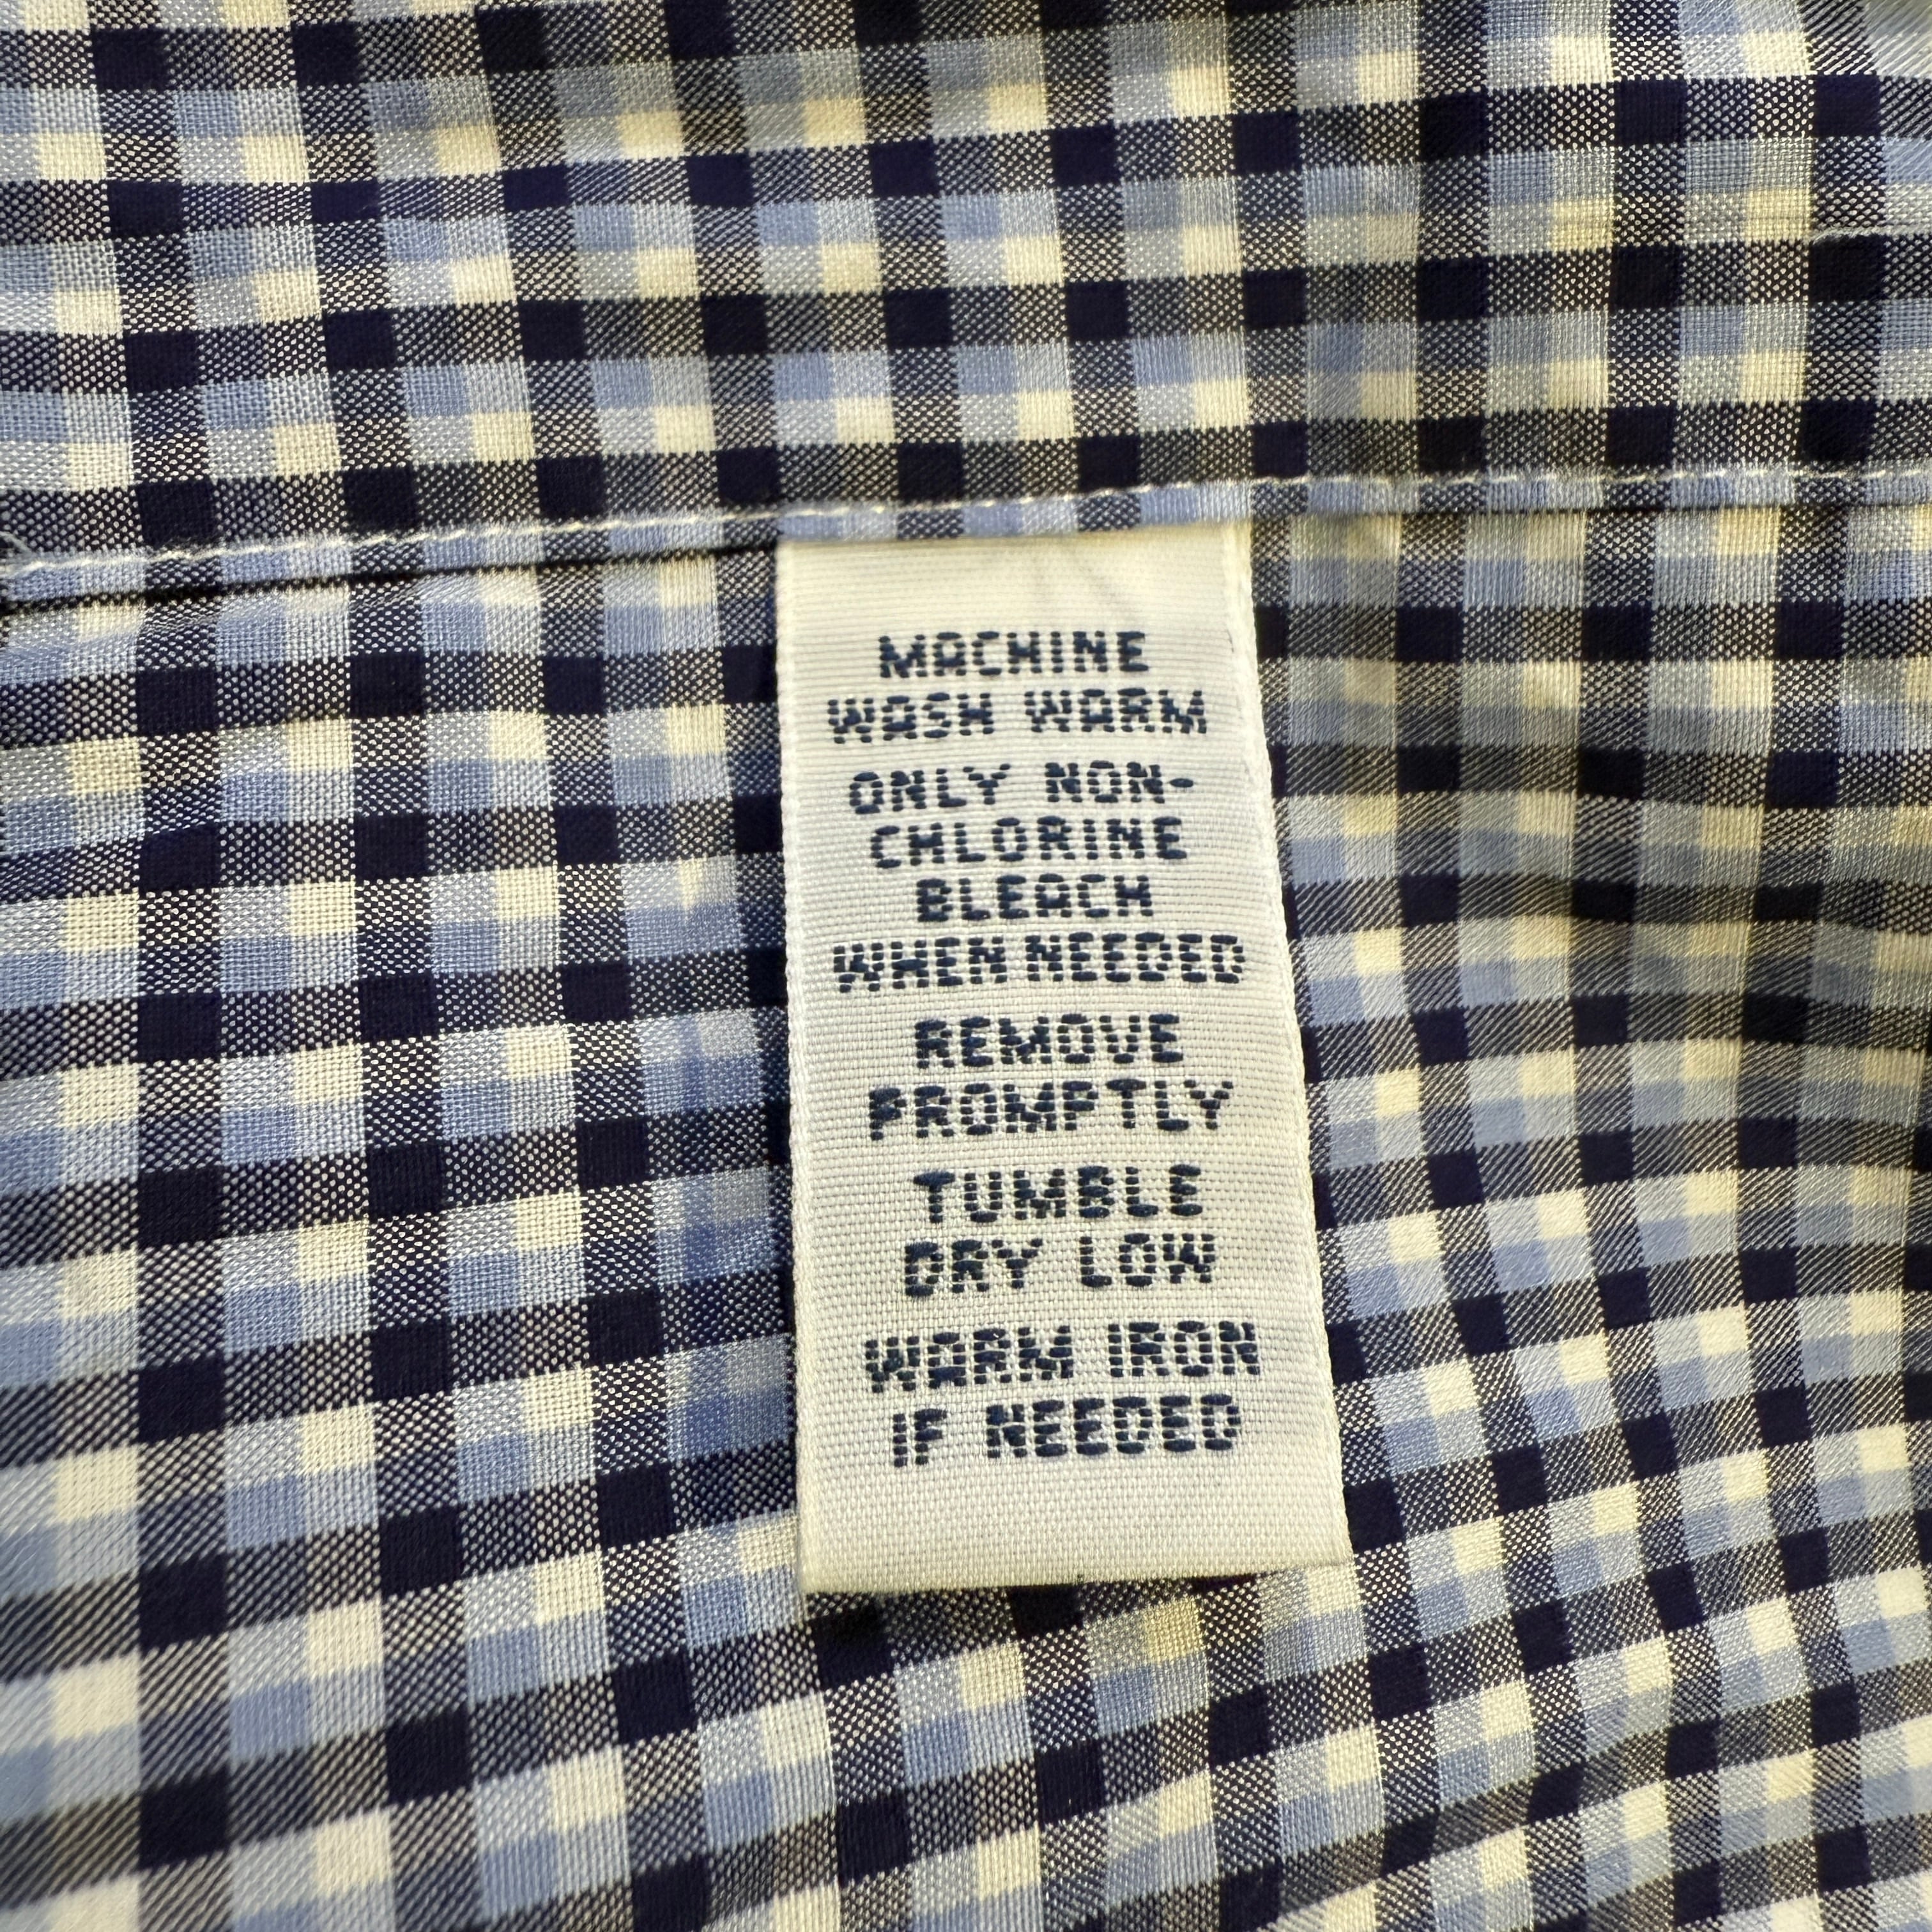 MACHINE
WASH WARM
ONLY NON-
CHLORINE
BLEACH
WHEN NEEDED
REMOVE
PROMPTLY
TUMBLE
DRY LOW
WARM IRON
IF NEEDED